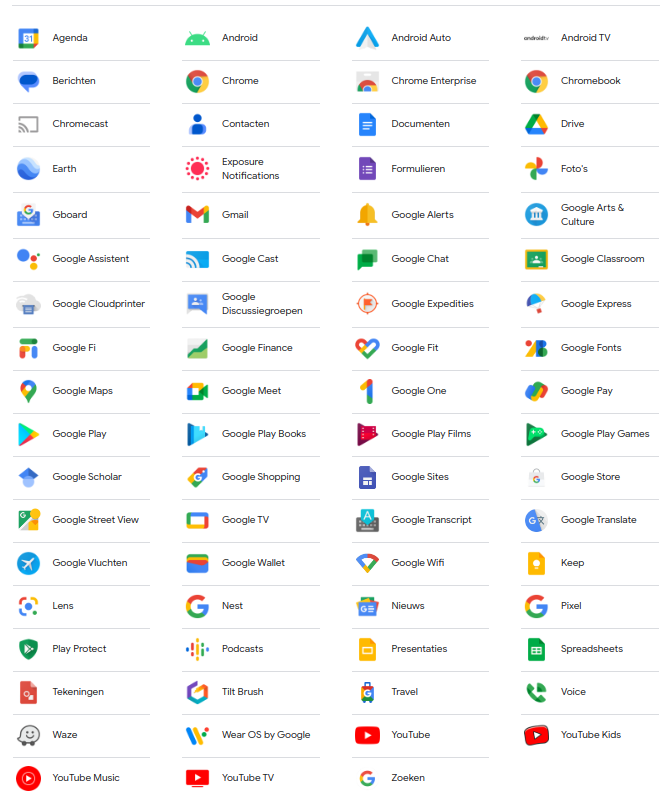 31 Agenda
Android
Android Auto
androidtv Android TV
Berichten
Chrome
Chrome Enterprise
Chromebook
Chromecast
Contacten
Documenten
Drive
Earth
Exposure
Notifications
Formulieren
Foto's
Gboard
Gmail
Google Alerts
Google Arts &
Culture
Google Assistent
Google Cast
Google Chat
Google Classroom
Google Cloudprinter
Google
Discussiegroepen
Google Expedities
Google Express
Google Fi
Google Finance
Google Fit
Google Fonts
Google Maps
Google Meet
Google One
Google Pay
Google Play
Google Play Books
Google Play Films
Google Play Games
Google Scholar
Google Shopping
Google Sites
Google Store
Google Street View
Google TV
Google Transcript
Google Translate
Google Vluchten
Google Wallet
Google Wifi
Keep
Lens
Nest
Nieuws
Pixel
Play Protect
Podcasts
Presentaties
Spreadsheets
Tekeningen
Tilt Brush
Travel
Voice
Waze
Wear OS by Google
YouTube
YouTube Kids
YouTube Music
YouTube TV
Zoeken